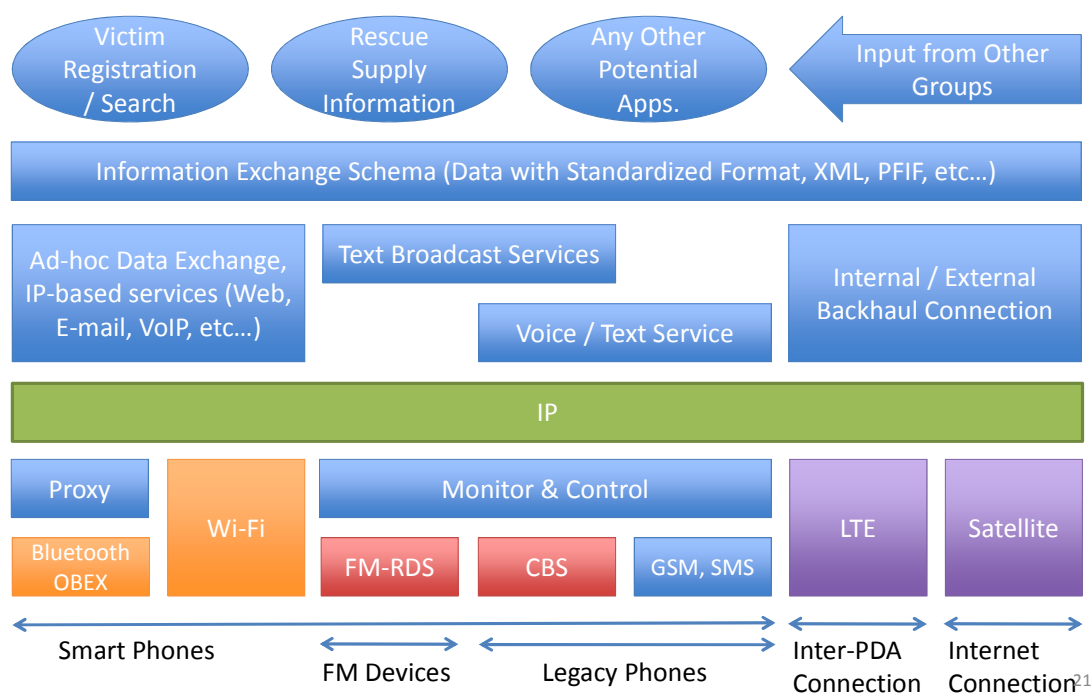 Victim
Registration
/ Search
Rescue
Supply
Information
Any Other
Potential
Apps.
Input from Other
Groups
Information Exchange Schema (Data with Standardized Format, XML, PFIF, etc…)
Ad-hoc Data Exchange,
IP-based services (Web,
E-mail, VoIP, etc…)
Text Broadcast Services
Voice / Text Service
Internal / External
Backhaul Connection
IP
Proxy
Wi-Fi
Monitor & Control
LTE
Satellite
Bluetooth
OBEX
FM-RDS
CBS
GSM, SMS
Smart Phones
FM Devices
Legacy Phones
Inter-PDA
Connection
Internet
Connection
21